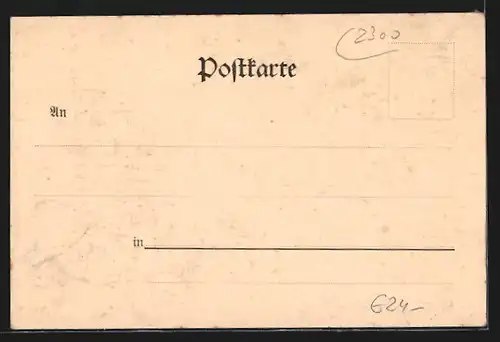 2300
Postkarte
An
in
624-